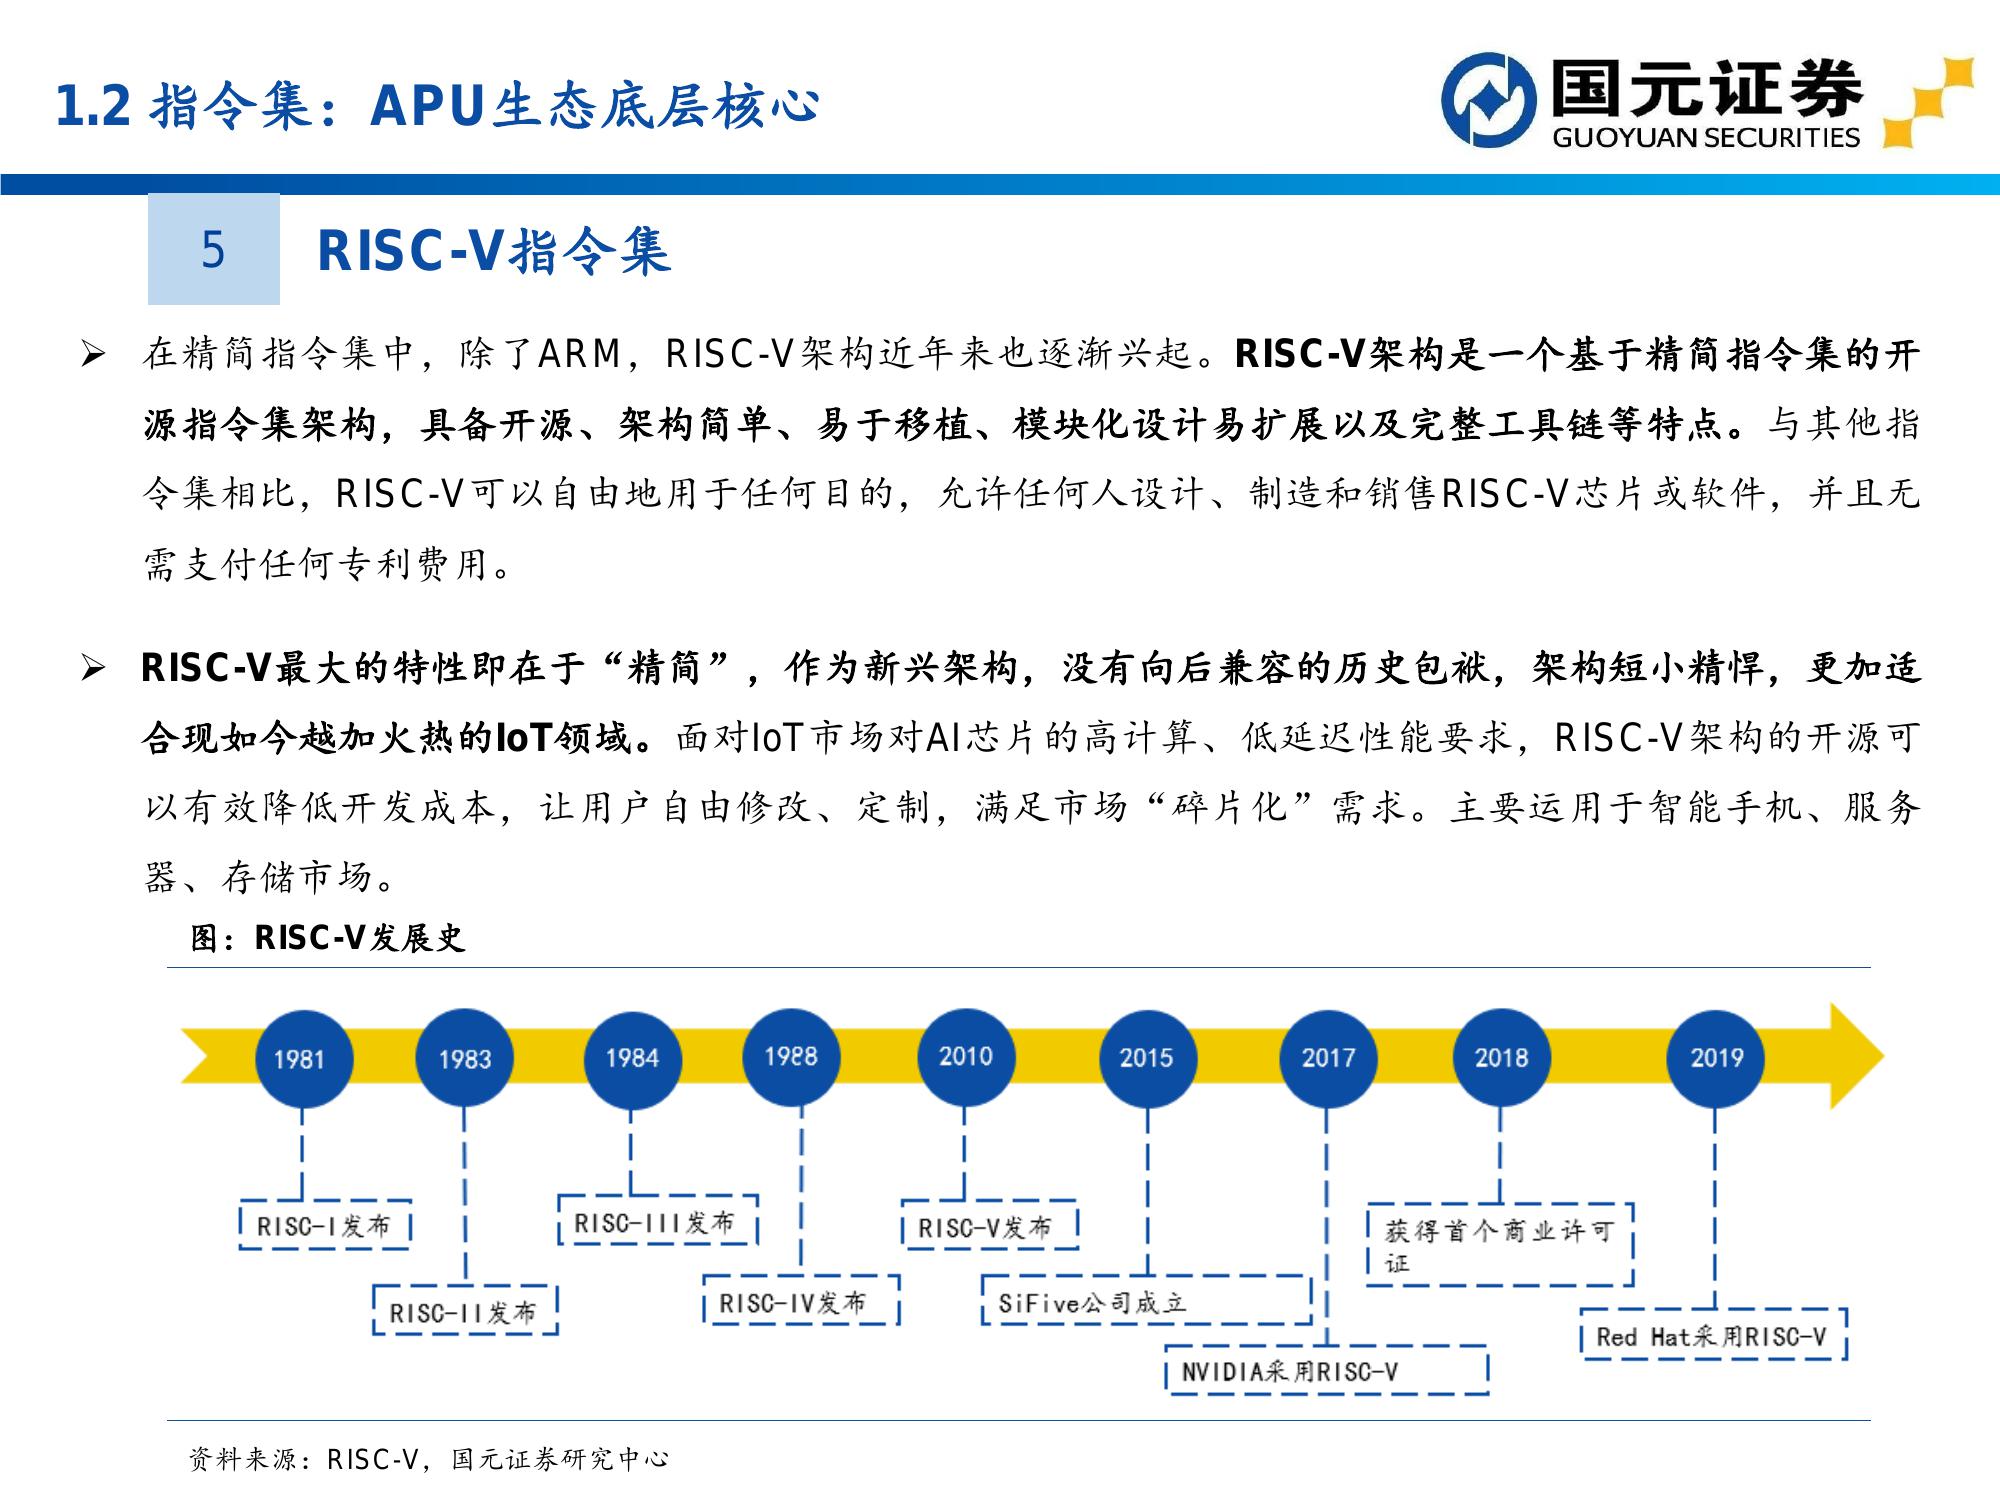 1.2 指令集：APU生态底层核心
国元证券
GUOYUAN SECURITIES
5
RISC-V指令集
在精简指令集中，除了ARM，RISC-V架构近年来也逐渐兴起。RISC-V架构是一个基于精简指令集的开
源指令集架构，具备开源、架构简单、易于移植、模块化设计易扩展以及完整工具链等特点。与其他指
令集相比，RISC-V可以自由地用于任何目的，允许任何人设计、制造和销售RISC-V芯片或软件，并且无
需支付任何专利费用。
RISC-V最大的特性即在于“精简”，作为新兴架构，没有向后兼容的历史包袱，架构短小精悍，更加适
合现如今越加火热的IoT领域。面对IoT市场对AI芯片的高计算、低延迟性能要求，RISC-V架构的开源可
以有效降低开发成本，让用户自由修改、定制，满足市场“碎片化”需求。主要运用于智能手机、服务
器、存储市场。
图：RISC-V发展史
1981
1983
1984
1988
2010
2015
2017
2018
2019
RISC-I发布
RISC-II发布
RISC-III发布
RISC-IV发布
RISC-V发布
SiFive公司成立
NVIDIA采用RISC-V
获得首个商业许可
证
Red Hat采用RISC-V
资料来源：RISC-V，国元证券研究中心